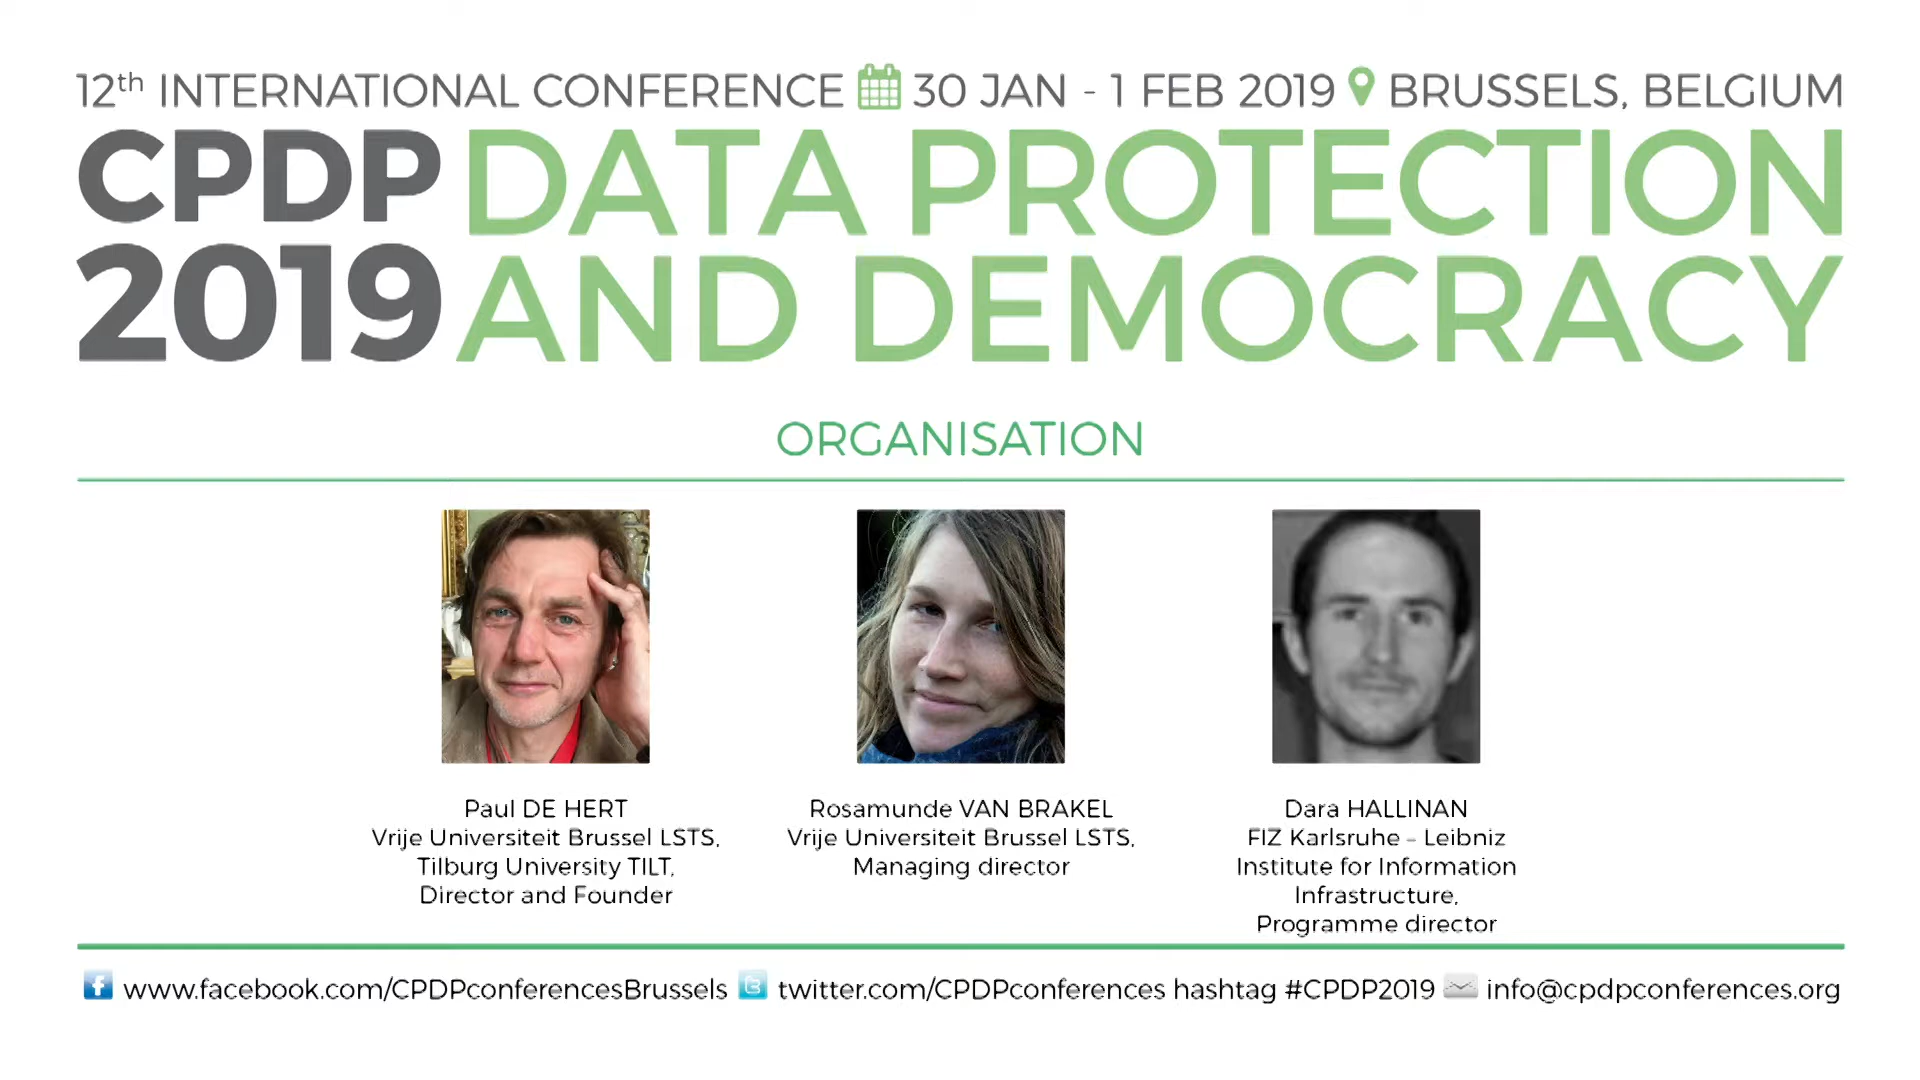 12th INTERNATIONAL CONFERENCE 30 JAN - 1 FEB 2019 BRUSSELS, BELGIUM
CPDP DATA PROTECTION
2019 AND DEMOCRACY
ORGANISATION
Paul DE HERT
Vrije Universiteit Brussel LSTS,
Tilburg University TILT,
Director and Founder
Rosamunde VAN BRAKEL
Vrije Universiteit Brussel LSTS,
Managing director
Dara HALLINAN
FIZ Karlsruhe – Leibniz
Institute for Information
Infrastructure,
Programme director
www.facebook.com/CPDPconferencesBrussels twitter.com/CPDPconferences hashtag #CPDP2019 info@cpdpconferences.org